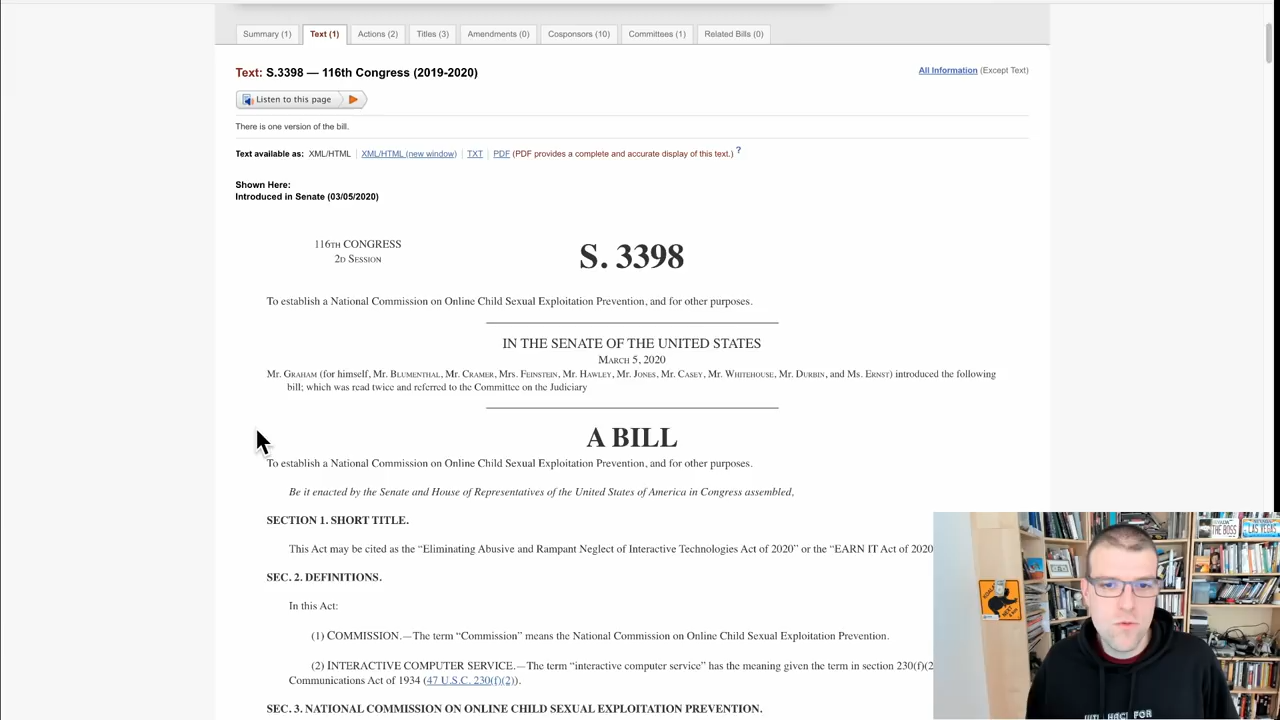 Summary (1) Text (1) Actions (2) Titles (3) Amendments (0) Cosponsors (10) Committees (1) Related Bills (0)
Text: S.3398 — 116th Congress (2019-2020)
All Information (Except Text)
Listen to this page
There is one version of the bill.
Text available as: XML/HTML XML/HTML (new window) TXT PDF (PDF provides a complete and accurate display of this text.) ?
Shown Here:
Introduced in Senate (03/05/2020)
116TH CONGRESS
2D SESSION
S. 3398
To establish a National Commission on Online Child Sexual Exploitation Prevention, and for other purposes.
IN THE SENATE OF THE UNITED STATES
MARCH 5, 2020
Mr. GRAHAM (for himself, Mr. BLUMENTHAL, Mr. CRAMER, Mrs. FEINSTEIN, Mr. HAWLEY, Mr. JONES, Mr. CASEY, Mr. WHITEHOUSE, Mr. DURBIN, and Ms. ERNST) introduced the following
bill; which was read twice and referred to the Committee on the Judiciary
A BILL
To establish a National Commission on Online Child Sexual Exploitation Prevention, and for other purposes.
Be it enacted by the Senate and House of Representatives of the United States of America in Congress assembled,
SECTION 1. SHORT TITLE.
This Act may be cited as the “Eliminating Abusive and Rampant Neglect of Interactive Technologies Act of 2020” or the “EARN IT Act of 2020
SEC. 2. DEFINITIONS.
In this Act:
(1) COMMISSION.—The term “Commission” means the National Commission on Online Child Sexual Exploitation Prevention.
(2) INTERACTIVE COMPUTER SERVICE.—The term “interactive computer service” has the meaning given the term in section 230(f)(2
Communications Act of 1934 (47 U.S.C. 230(f)(2)).
SEC. 3. NATIONAL COMMISSION ON ONLINE CHILD SEXUAL EXPLOITATION PREVENTION.
THE BOSS
LAS VEGAS
WILL HACK FOR